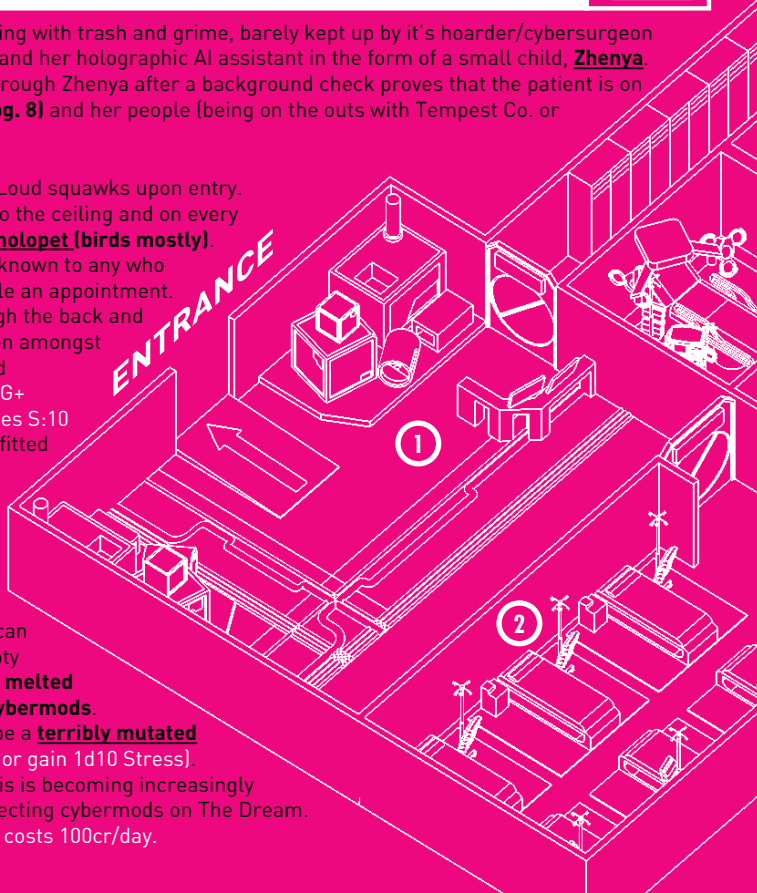 ing with trash and grime, barely kept up by it's hoarder/cybersurgeon
and her holographic AI assistant in the form of a small child, Zhenya.
rough Zhenya after a background check proves that the patient is on
g. 8) and her people (being on the outs with Tempest Co. or
Loud squawks upon entry.
o the ceiling and on every
holopet (birds mostly).
known to any who
le an appointment.
gh the back and
en amongst
d
G+
es S:10
fitted
ENTRANCE
1
2
can
pty
melted
ybermods.
be a terribly mutated
or gain 1d10 Stress).
is is becoming increasingly
ecting cybermods on The Dream.
costs 100cr/day.